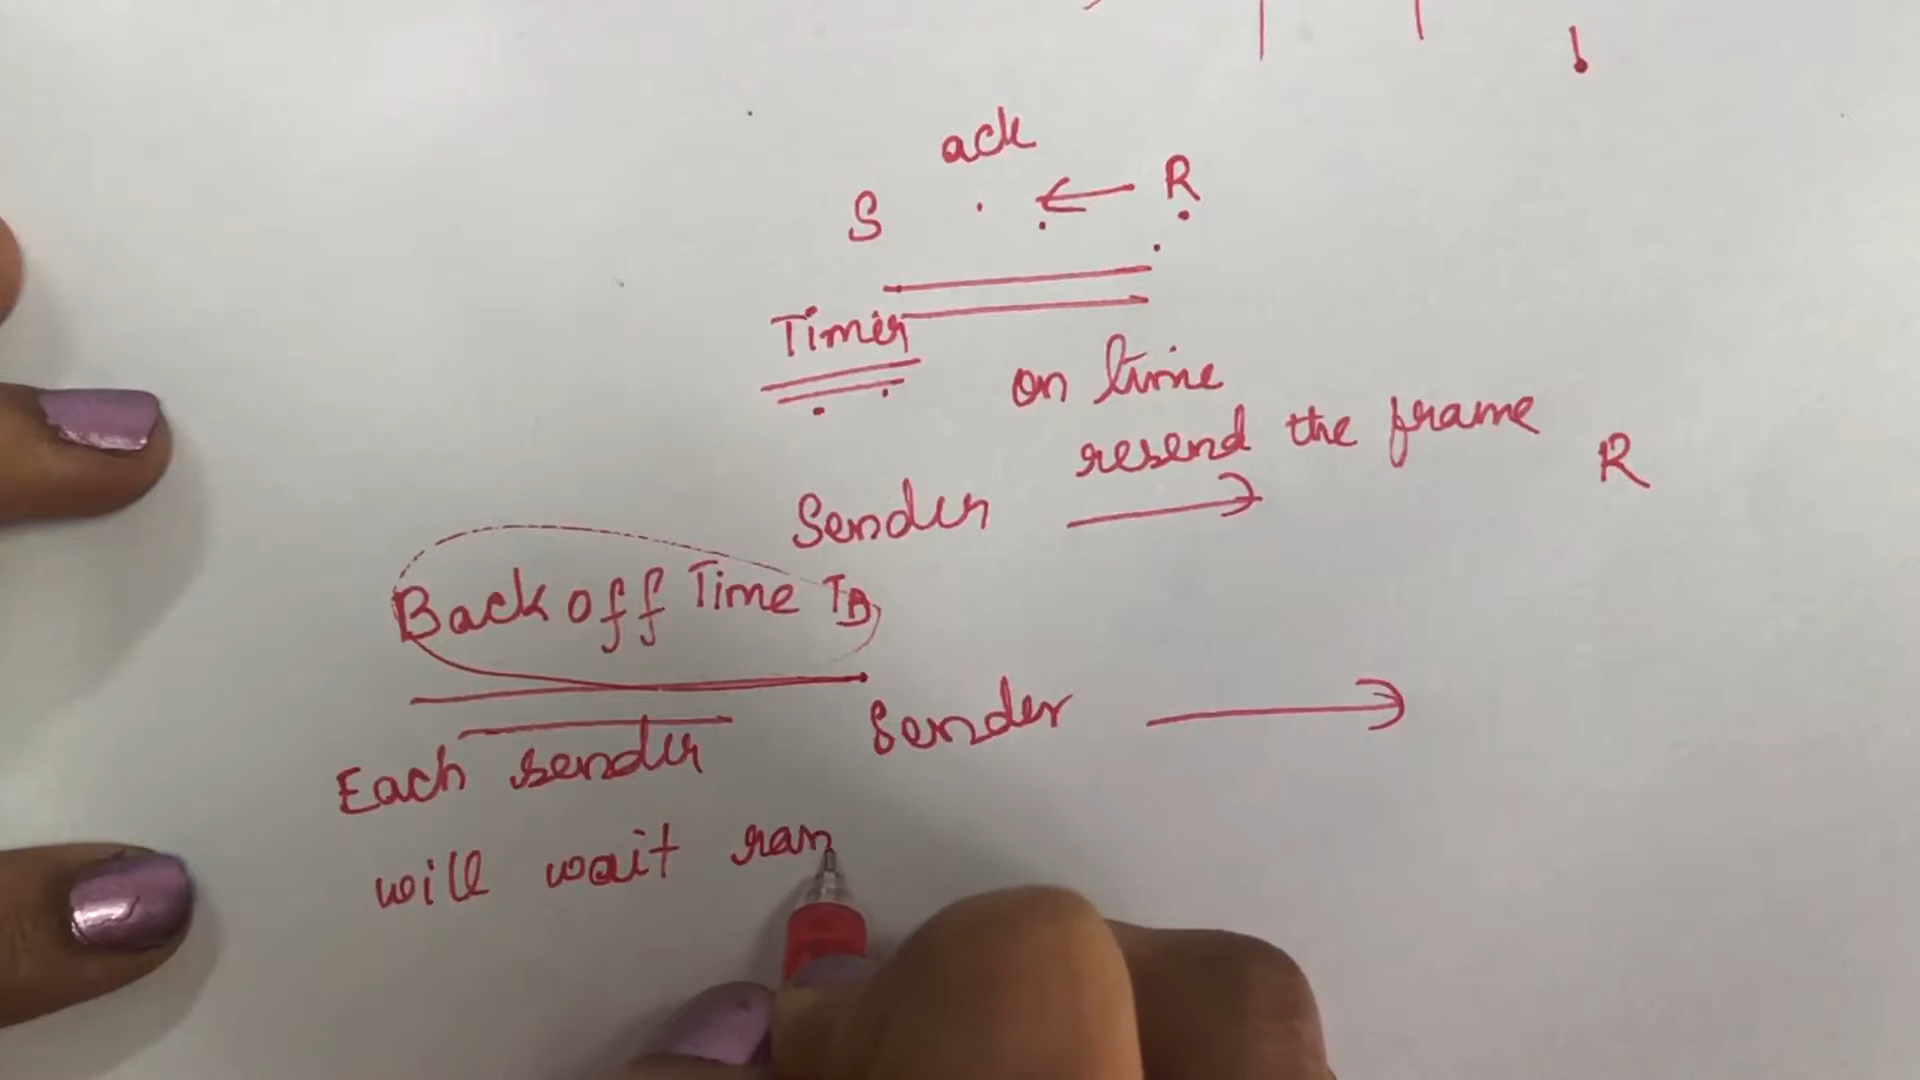 ack
S R
Timer
on time
resend the frame R
Sender
Back off Time TB
Sender
Each sender
will wait ran